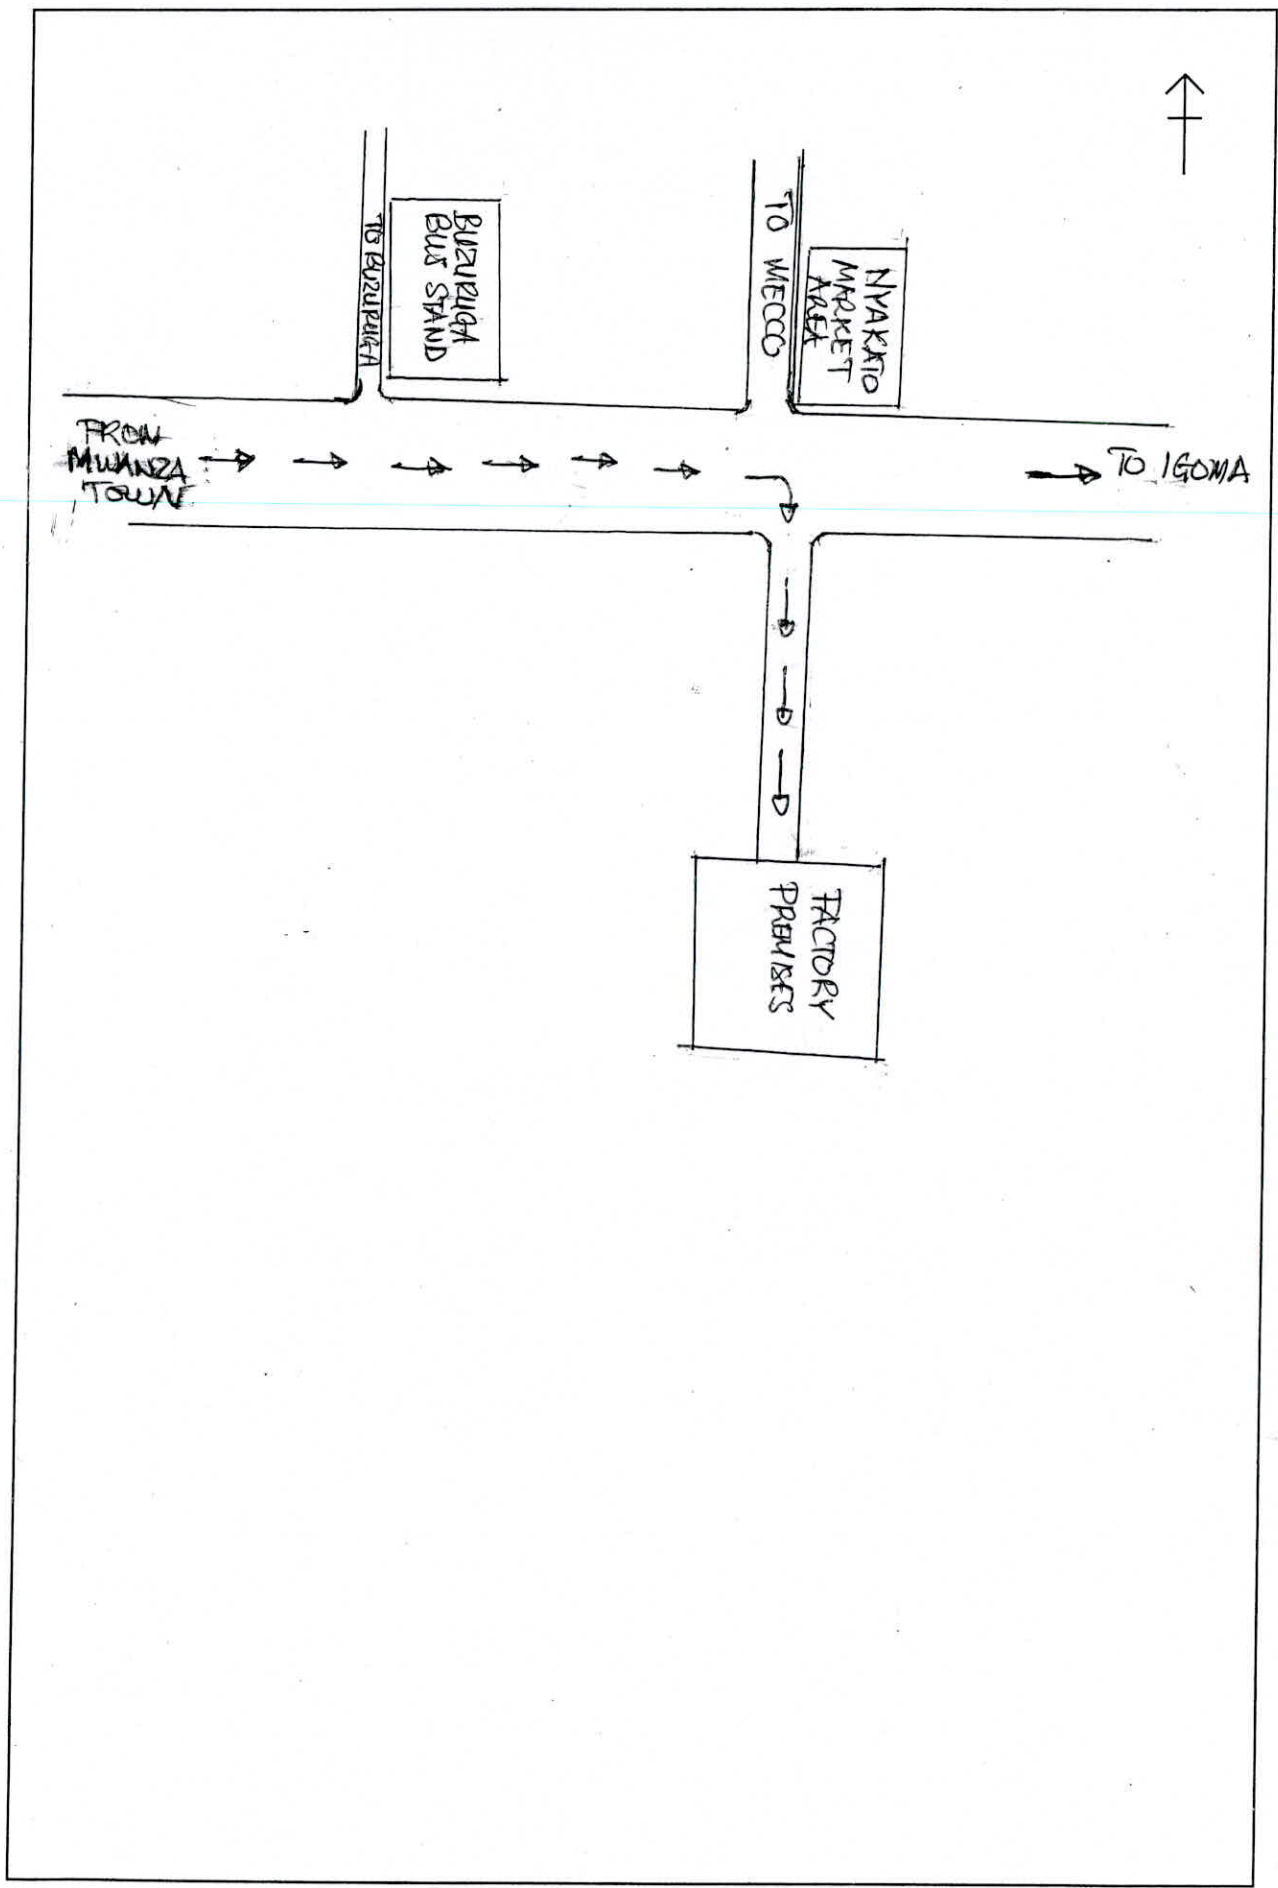 TO BUZURUGA
BUZURUGA
BUS STAND
TO MECCO
NYAKATO
MARKET
AREA
FROM
MWANZA
TOWN
TO IGOMA
FACTORY
PREMISES